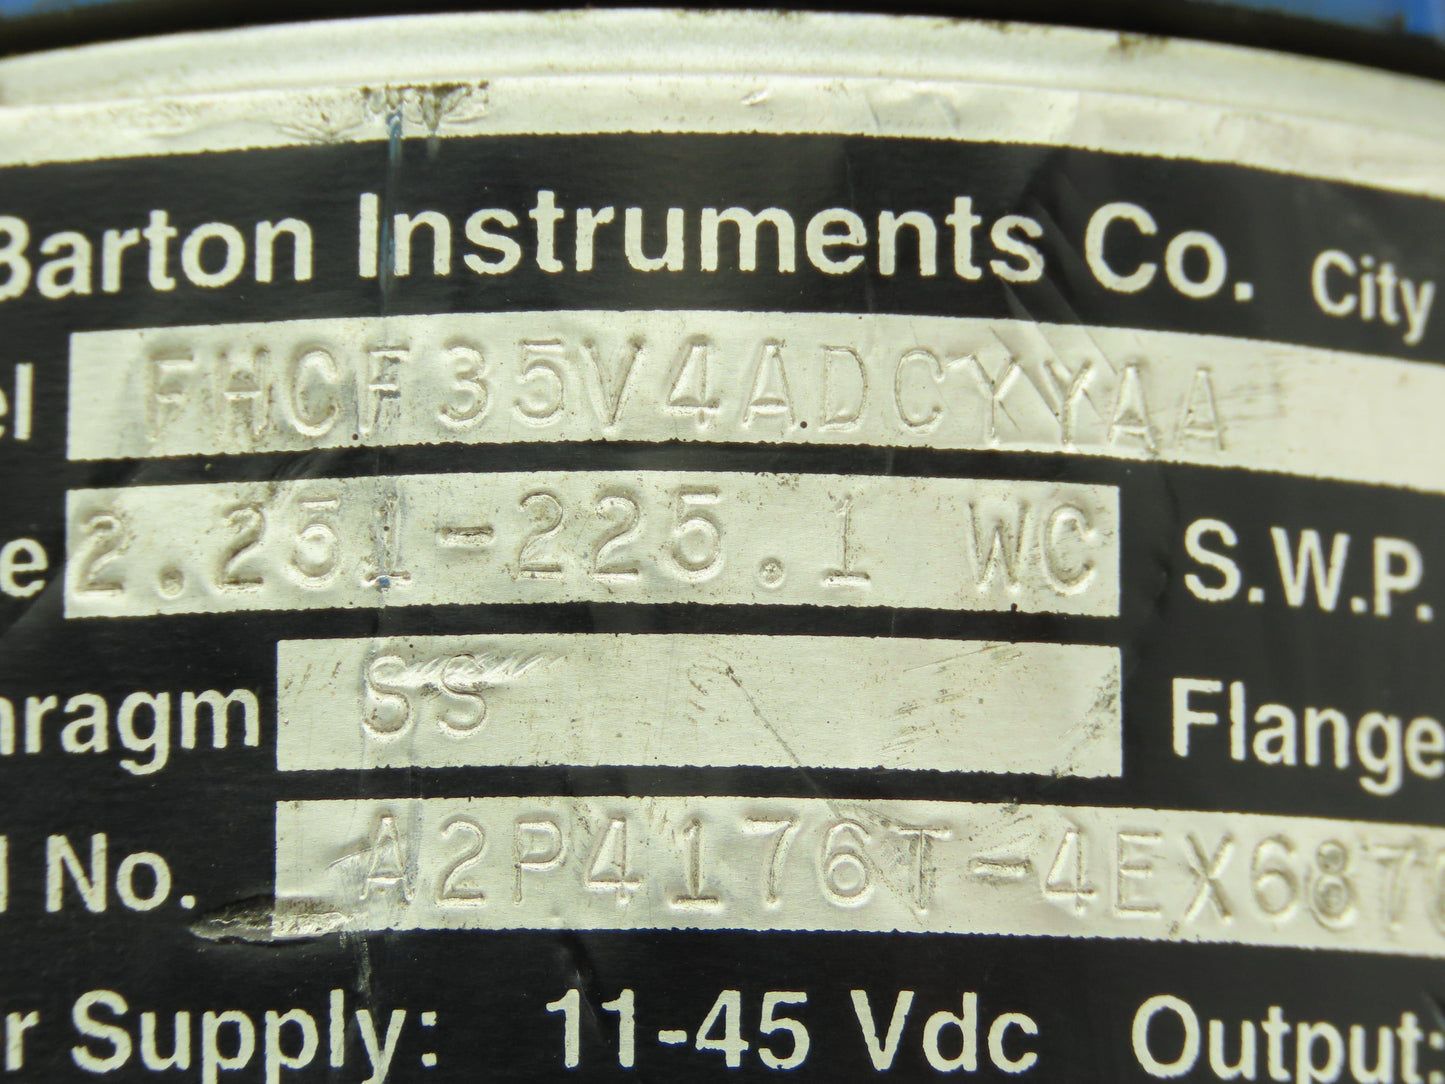 Barton Instruments Co. City
el FHCF35V4ADCYYAA
e 2.251-225.1 WC S.W.P.
hragm SS Flange
l No. A2P4176T-4EX687
r Supply: 11-45 Vdc Output: